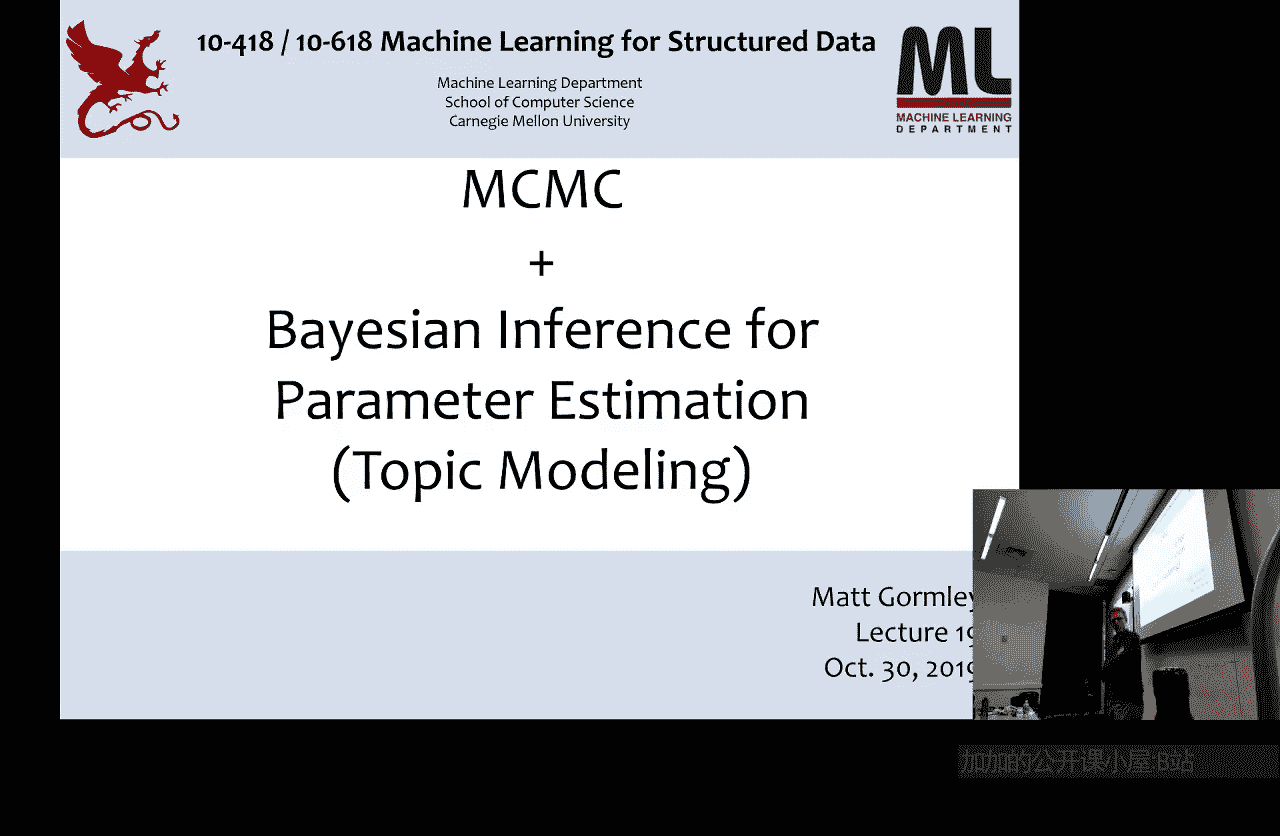 10-418 / 10-618 Machine Learning for Structured Data
Machine Learning Department
School of Computer Science
Carnegie Mellon University
ML
MACHINE LEARNING
DEPARTMENT
MCMC
+
Bayesian Inference for
Parameter Estimation
(Topic Modeling)
Matt Gormley
Lecture 19
Oct. 30, 2019
加加的公开课小屋:B站